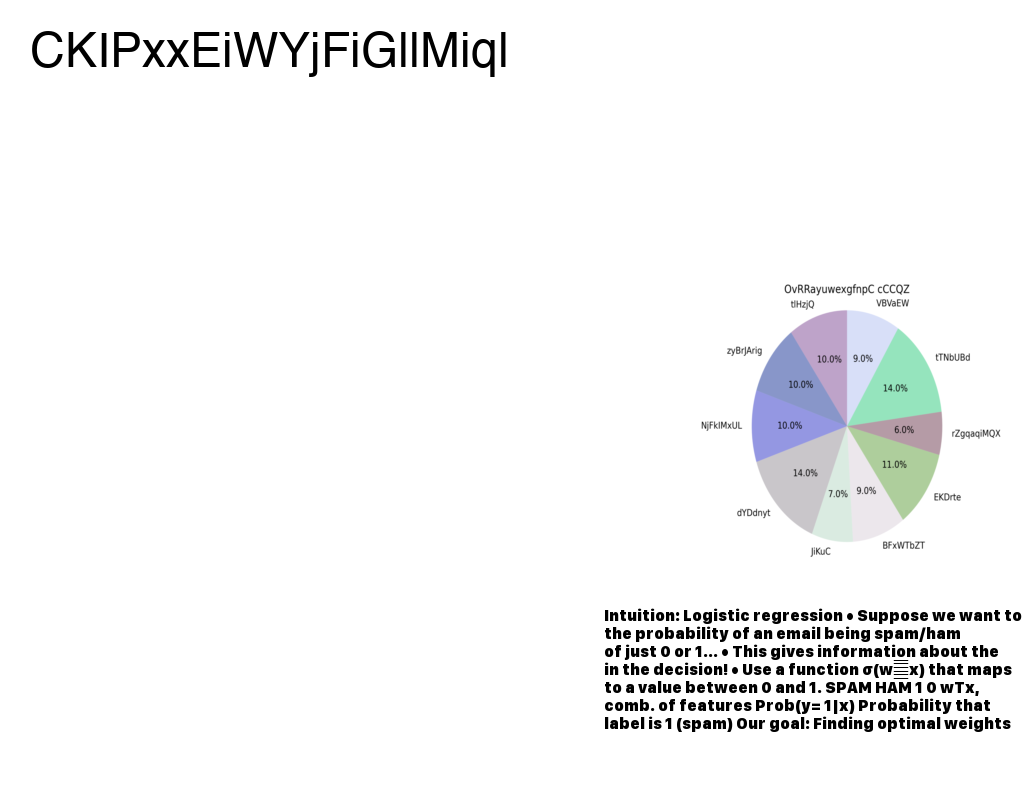 CKIPxxEiWYjFiGllMiql
OvRRayuwexgfnpC cCCQZ
tlHzjQ
VBVaEW
zyBrJArig
tTNbUBd
10.0%
9.0%
10.0%
14.0%
NjFklMxUL
10.0%
6.0%
rZgqaqiMQX
14.0%
11.0%
7.0%
9.0%
EKDrte
dYDdnyt
JiKuC
BFxWTbZT
Intuition: Logistic regression • Suppose we want to
the probability of an email being spam/ham
of just 0 or 1... • This gives information about the
in the decision! • Use a function that maps
to a value between 0 and 1. SPAM HAM 1 0 wTx,
comb. of features Prob(y= 1|x) Probability that
label is 1 (spam) Our goal: Finding optimal weights